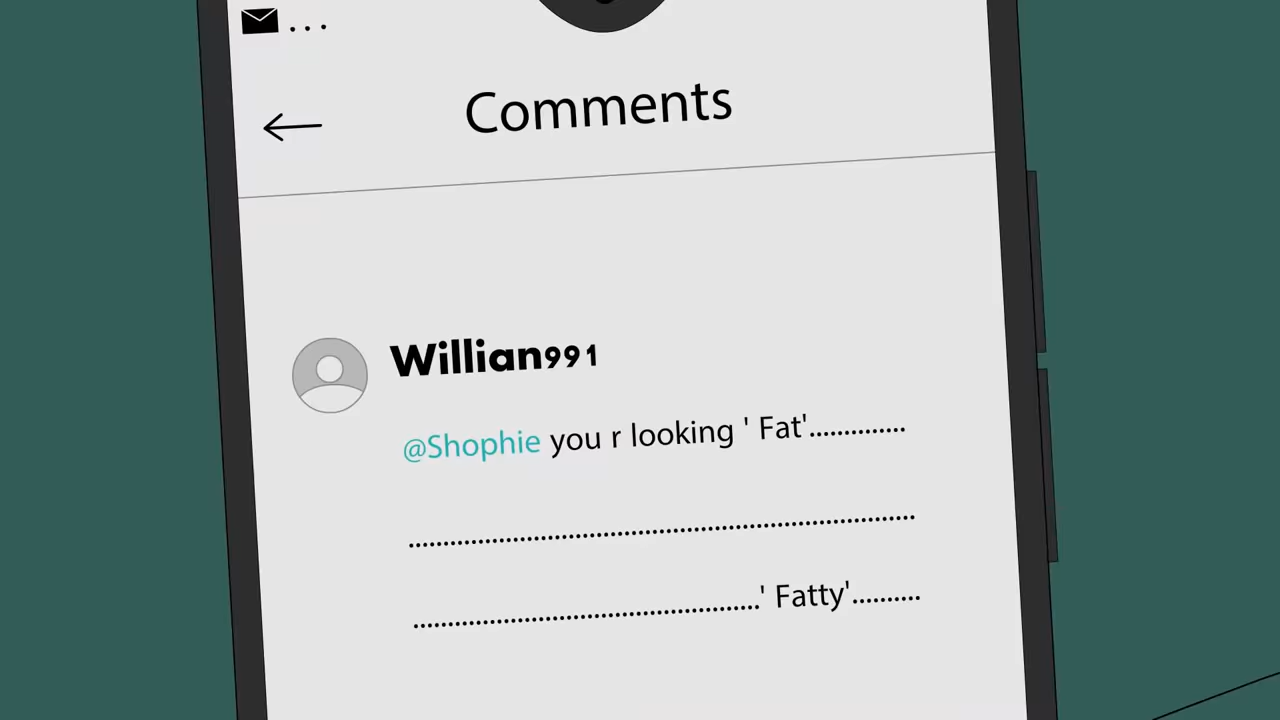 ...
Comments
Willian991
@Shophie you r looking ' Fat'..............
..........................................................................
..................................................' Fatty'..........